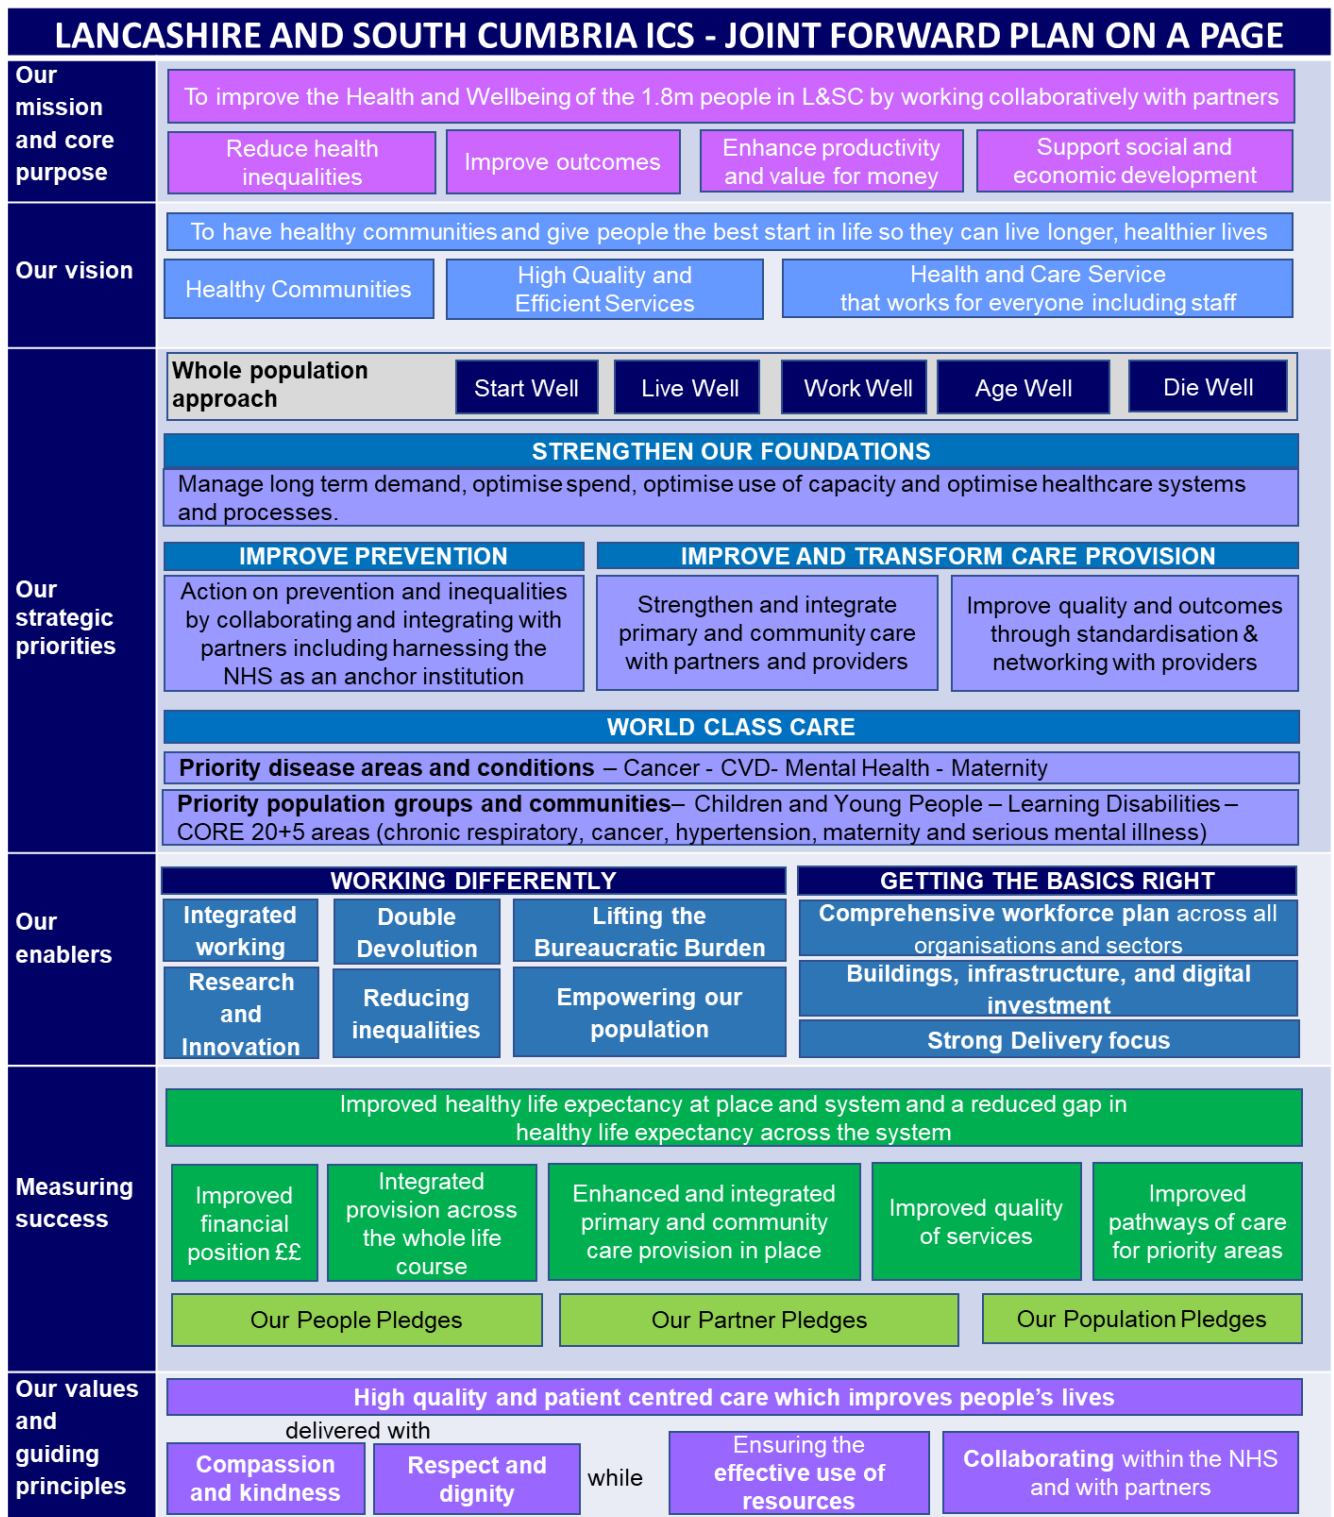 LANCASHIRE AND SOUTH CUMBRIA ICS - JOINT FORWARD PLAN ON A PAGE
Our
mission
and core
purpose
To improve the Health and Wellbeing of the 1.8m people in L&SC by working collaboratively with partners
Reduce health
inequalities
Improve outcomes
Enhance productivity
and value for money
Support social and
economic development
Our vision
To have healthy communities and give people the best start in life so they can live longer, healthier lives
Healthy Communities
High Quality and
Efficient Services
Health and Care Service
that works for everyone including staff
Our
strategic
priorities
Whole population
approach
Start Well
Live Well
Work Well
Age Well
Die Well
STRENGTHEN OUR FOUNDATIONS
Manage long term demand, optimise spend, optimise use of capacity and optimise healthcare systems
and processes.
IMPROVE PREVENTION
Action on prevention and inequalities
by collaborating and integrating with
partners including harnessing the
NHS as an anchor institution
IMPROVE AND TRANSFORM CARE PROVISION
Strengthen and integrate
primary and community care
with partners and providers
Improve quality and outcomes
through standardisation &
networking with providers
WORLD CLASS CARE
Priority disease areas and conditions – Cancer - CVD- Mental Health - Maternity
Priority population groups and communities– Children and Young People – Learning Disabilities –
CORE 20+5 areas (chronic respiratory, cancer, hypertension, maternity and serious mental illness)
Our
enablers
WORKING DIFFERENTLY
Integrated
working
Double
Devolution
Lifting the
Bureaucratic Burden
Research
and
Innovation
Reducing
inequalities
Empowering our
population
GETTING THE BASICS RIGHT
Comprehensive workforce plan across all
organisations and sectors
Buildings, infrastructure, and digital
investment
Strong Delivery focus
Measuring
success
Improved healthy life expectancy at place and system and a reduced gap in
healthy life expectancy across the system
Improved
financial
position ££
Integrated
provision across
the whole life
course
Enhanced and integrated
primary and community
care provision in place
Improved quality
of services
Improved
pathways of care
for priority areas
Our People Pledges
Our Partner Pledges
Our Population Pledges
Our values
and
guiding
principles
High quality and patient centred care which improves people’s lives
delivered with
Compassion
and kindness
Respect and
dignity
while
Ensuring the
effective use of
resources
Collaborating within the NHS
and with partners